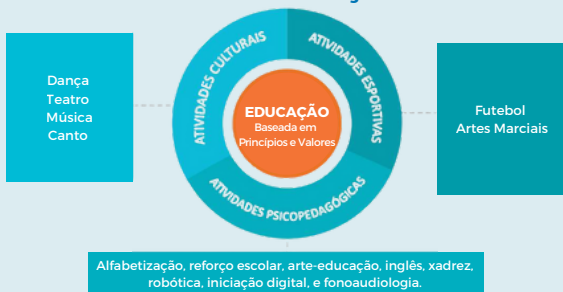 Dança
Teatro
Música
Canto
ATIVIDADES CULTURAIS
ATIVIDADES ESPORTIVAS
EDUCAÇÃO
Baseada em
Princípios e Valores
ATIVIDADES PSICOPEDAGÓGICAS
Futebol
Artes Marciais
Alfabetização, reforço escolar, arte-educação, inglês, xadrez,
robótica, iniciação digital, e fonoaudiologia.